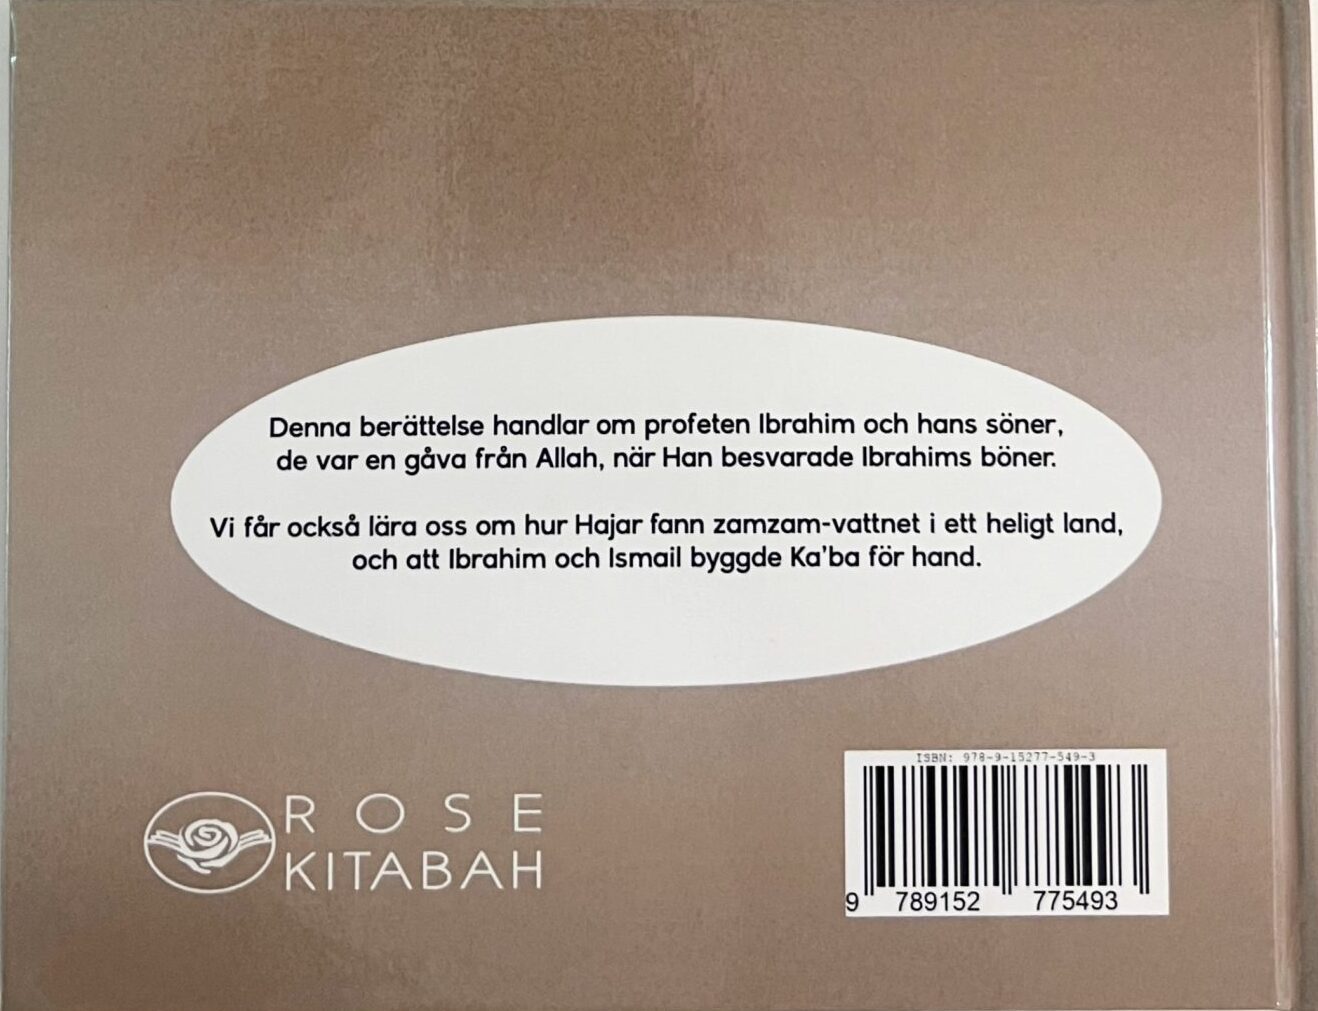 Denna berättelse handlar om profeten Ibrahim och hans söner,
de var en gåva från Allah, när Han besvarade Ibrahims böner.
Vi får också lära oss om hur Hajar fann zamzam-vattnet i ett heligt land,
och att Ibrahim och Ismail byggde Ka’ba för hand.
ROSE
KITABAH
ISBN: 978-9-15277-549-3
9 789152 775493